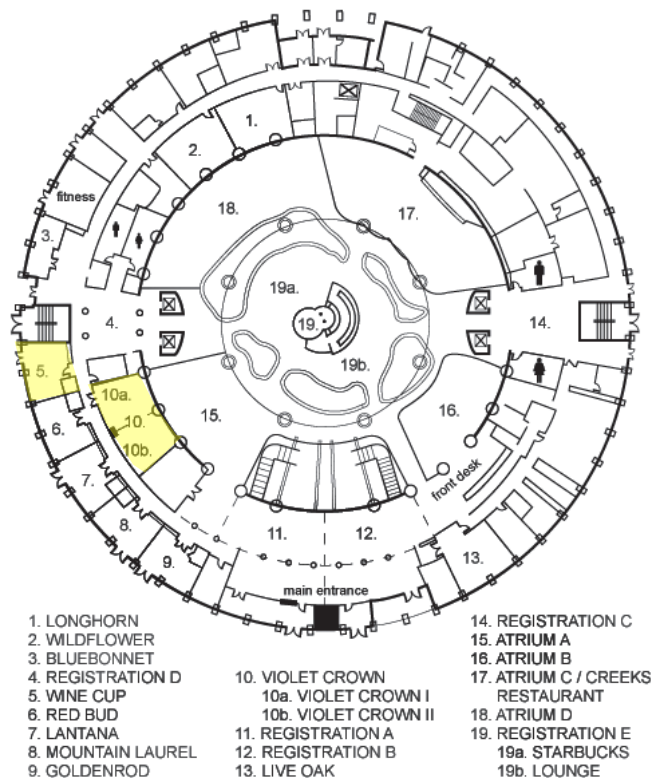 1.
2.
fitness
18.
17.
3.
19a.
4.
19.
14.
5.
19b.
10a.
10.
15.
16.
6.
10b.
7.
front desk
8.
11.
12.
9.
13.
main entrance
1. LONGHORN
2. WILDFLOWER
3. BLUEBONNET
4. REGISTRATION D
5. WINE CUP
6. RED BUD
7. LANTANA
8. MOUNTAIN LAUREL
9. GOLDENROD
10. VIOLET CROWN
10a. VIOLET CROWN I
10b. VIOLET CROWN II
11. REGISTRATION A
12. REGISTRATION B
13. LIVE OAK
14. REGISTRATION C
15. ATRIUM A
16. ATRIUM B
17. ATRIUM C / CREEKS
RESTAURANT
18. ATRIUM D
19. REGISTRATION E
19a. STARBUCKS
19b. LOUNGE